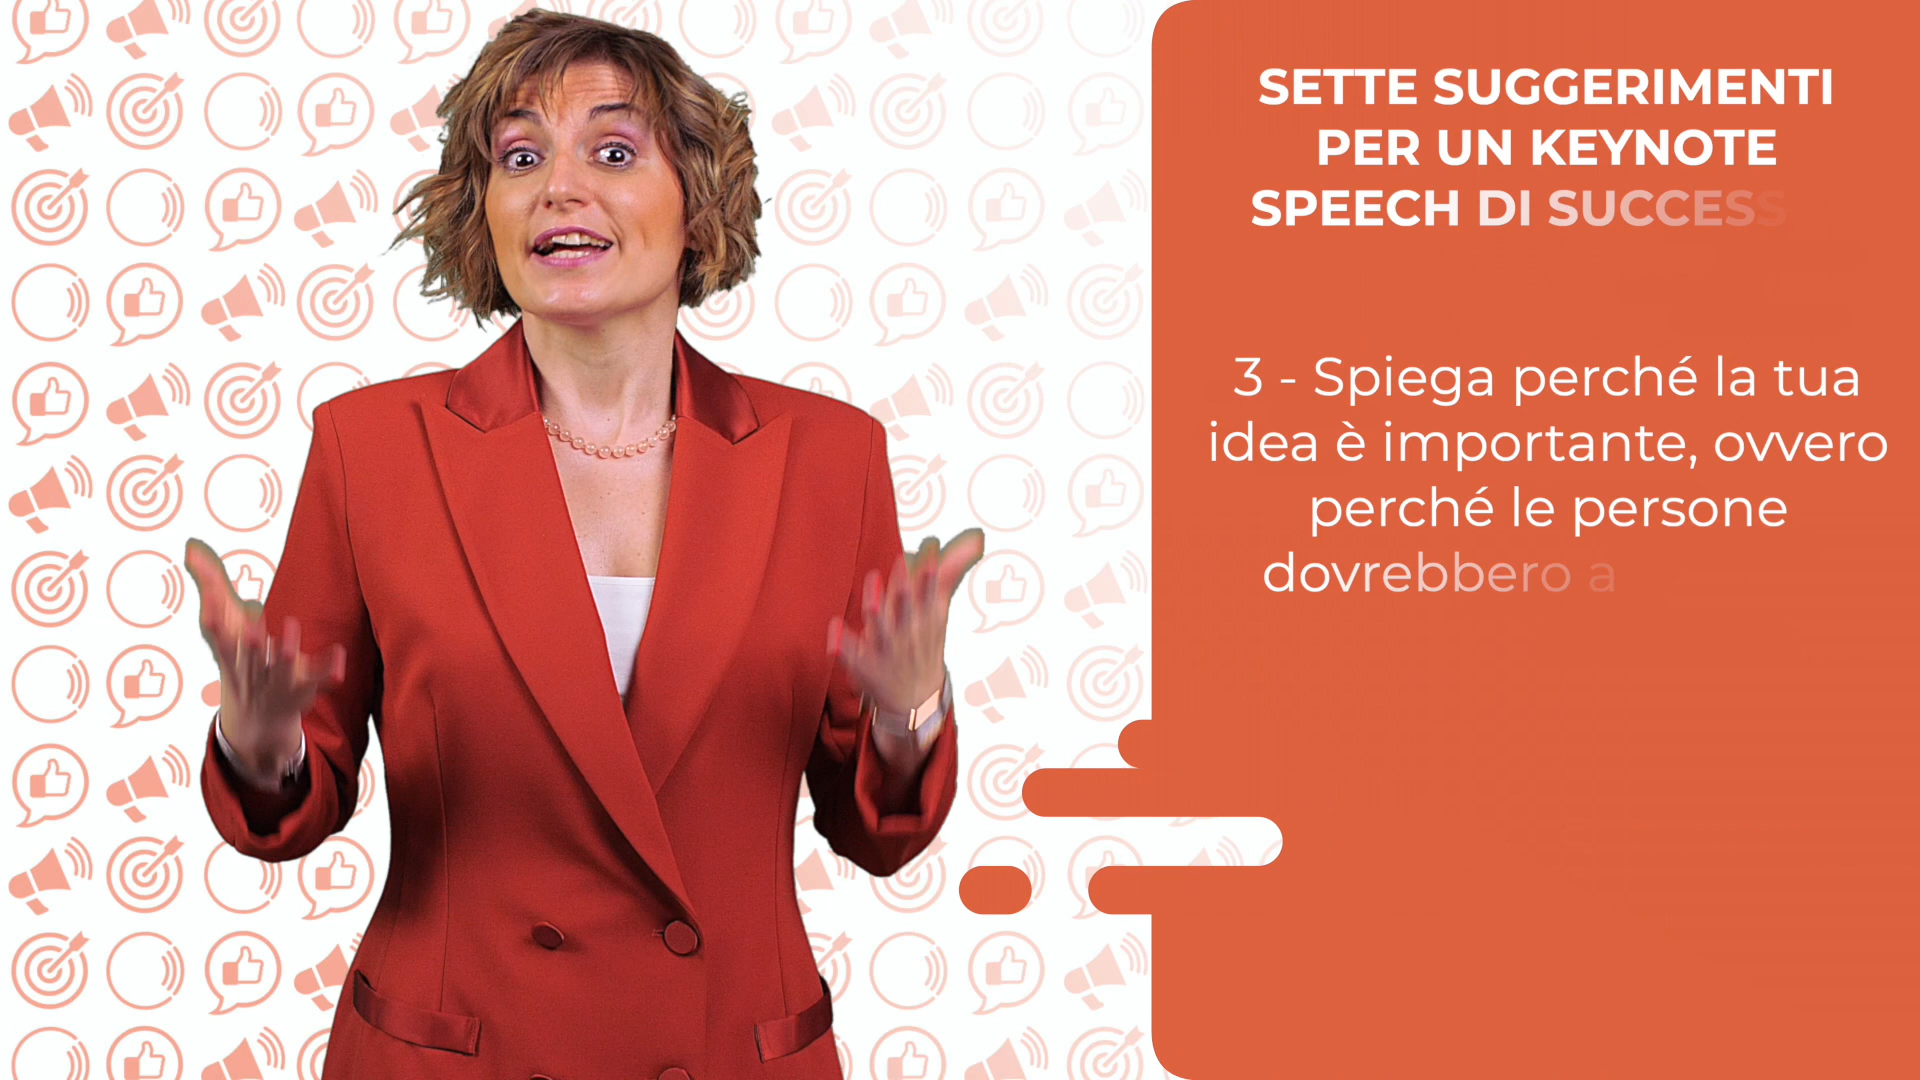 SETTE SUGGERIMENTI
PER UN KEYNOTE
SPEECH DI SUCCESS
3 - Spiega perché la tua
idea è importante, ovvero
perché le persone
dovrebbero a